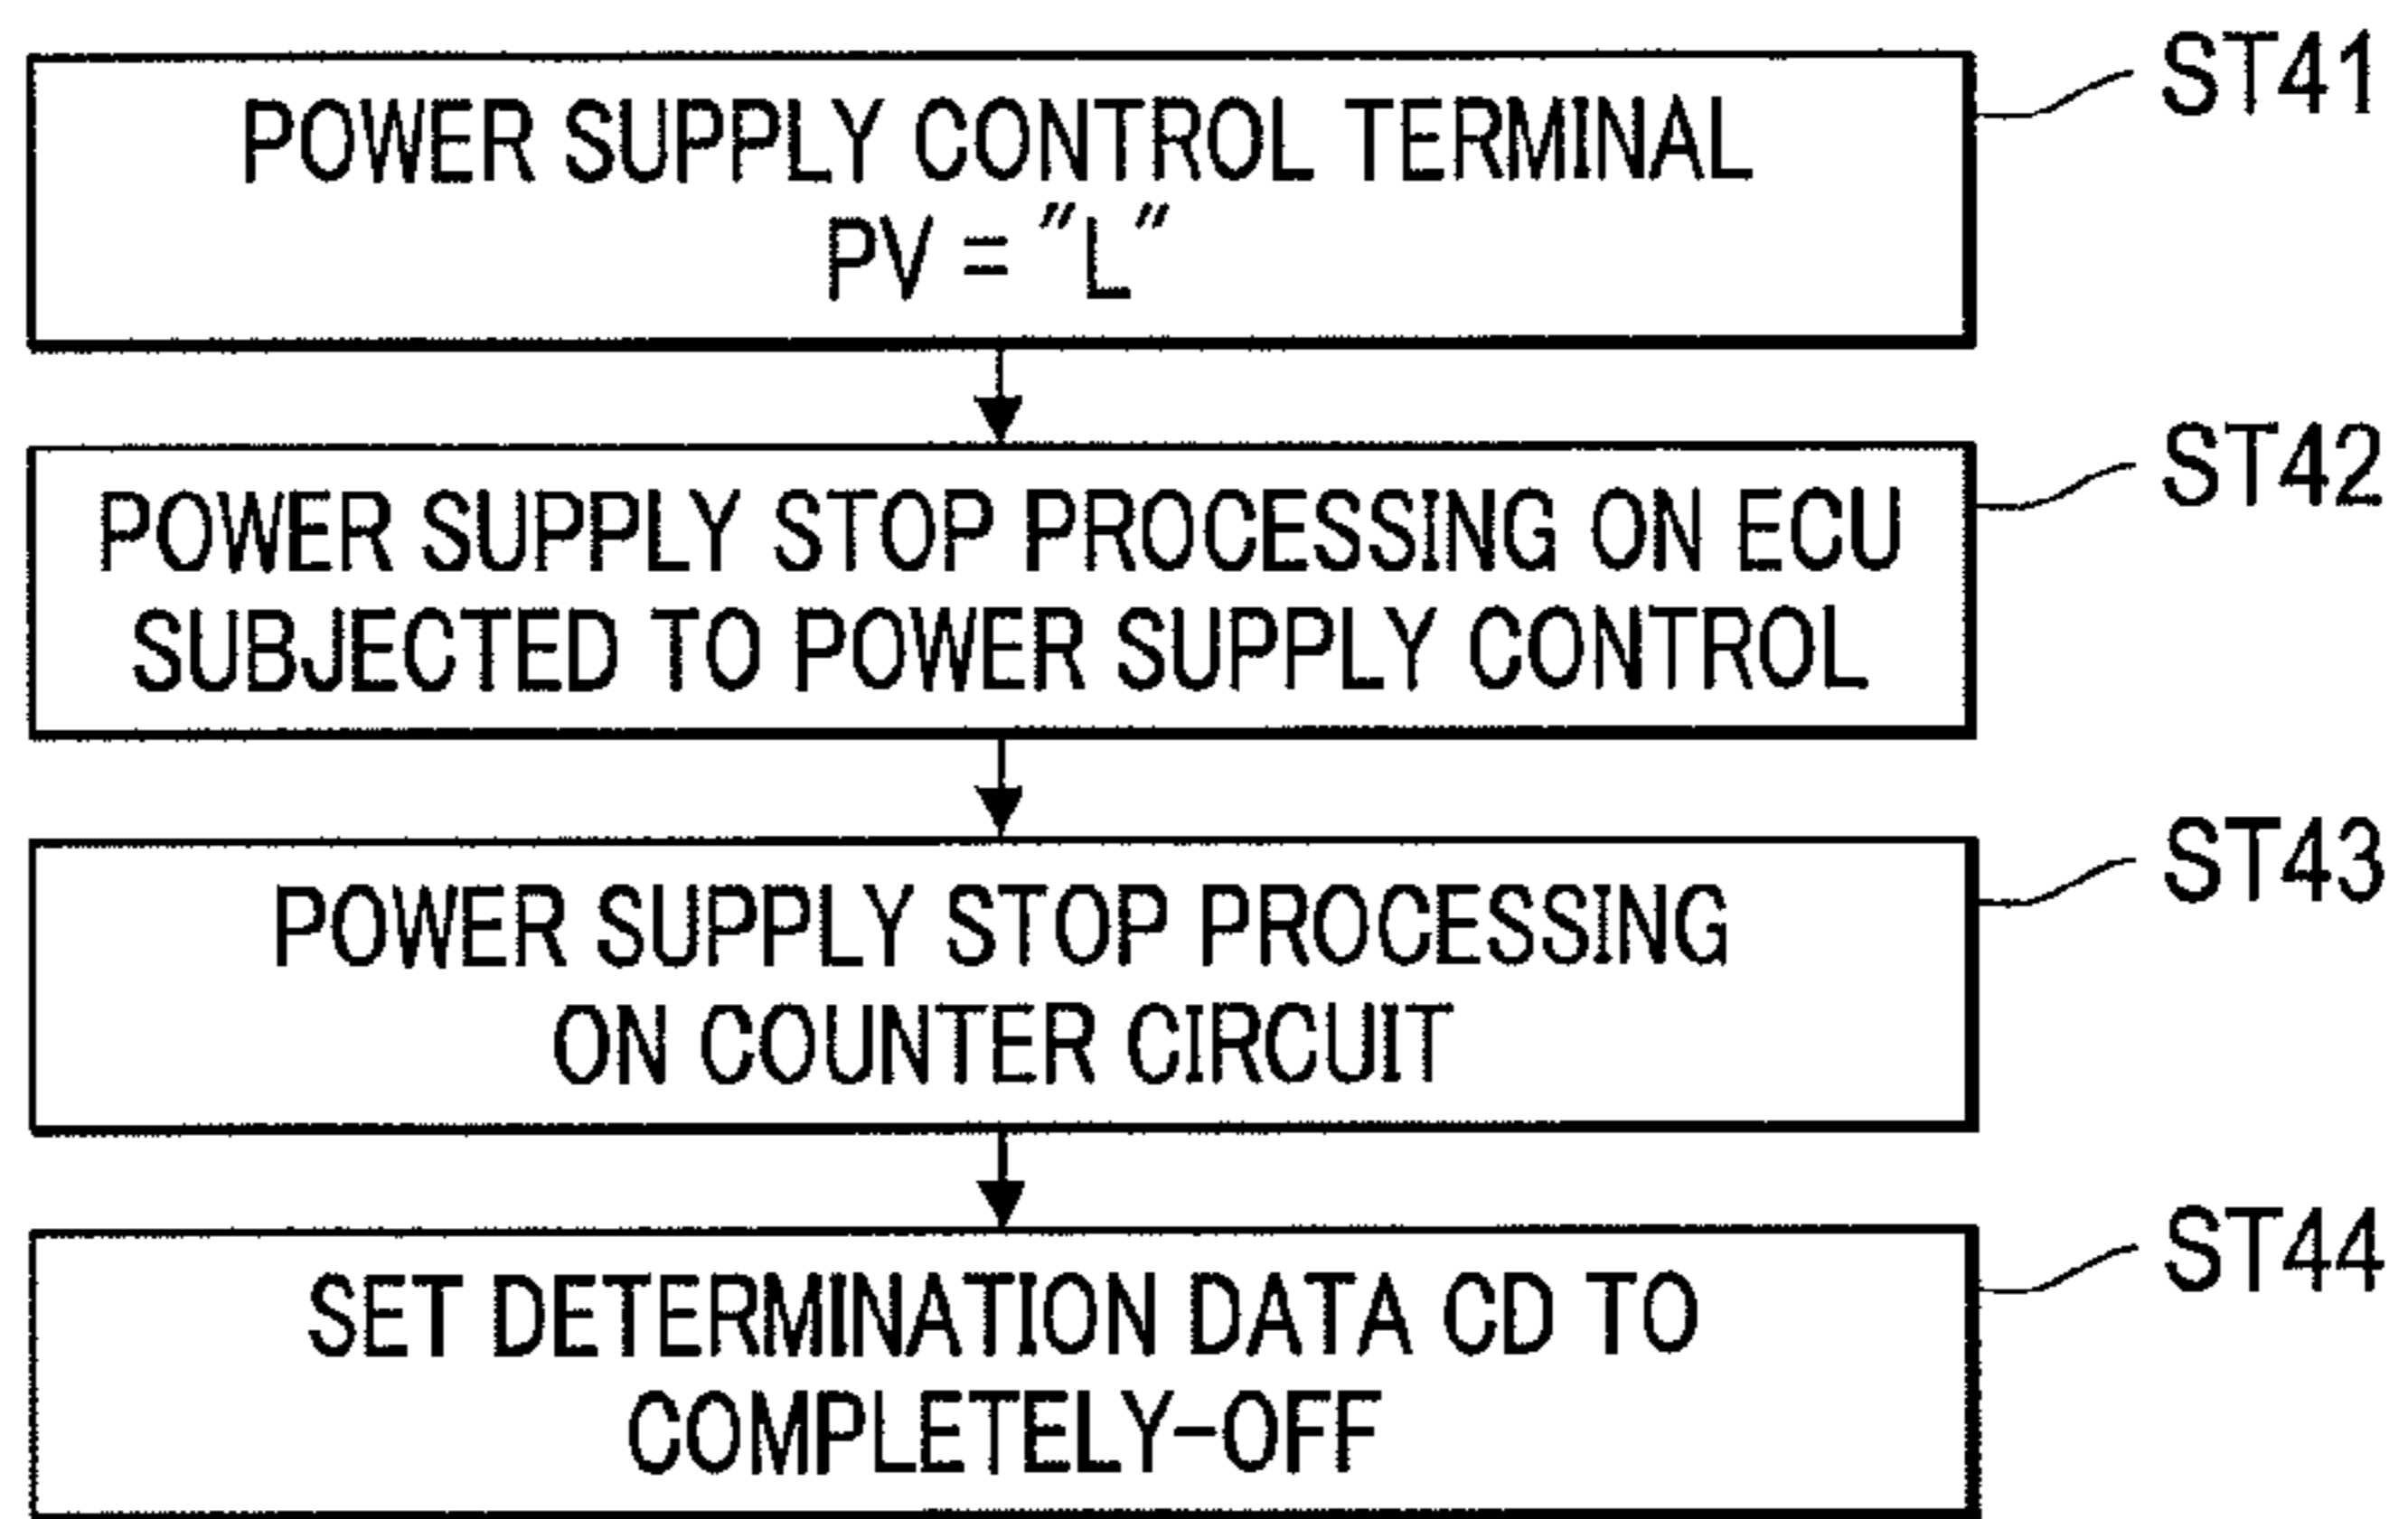 POWER SUPPLY CONTROL TERMINAL
PV = "L"
ST41
POWER SUPPLY STOP PROCESSING ON ECU
SUBJECTED TO POWER SUPPLY CONTROL
ST42
POWER SUPPLY STOP PROCESSING
ON COUNTER CIRCUIT
ST43
SET DETERMINATION DATA CD TO
COMPLETELY-OFF
ST44